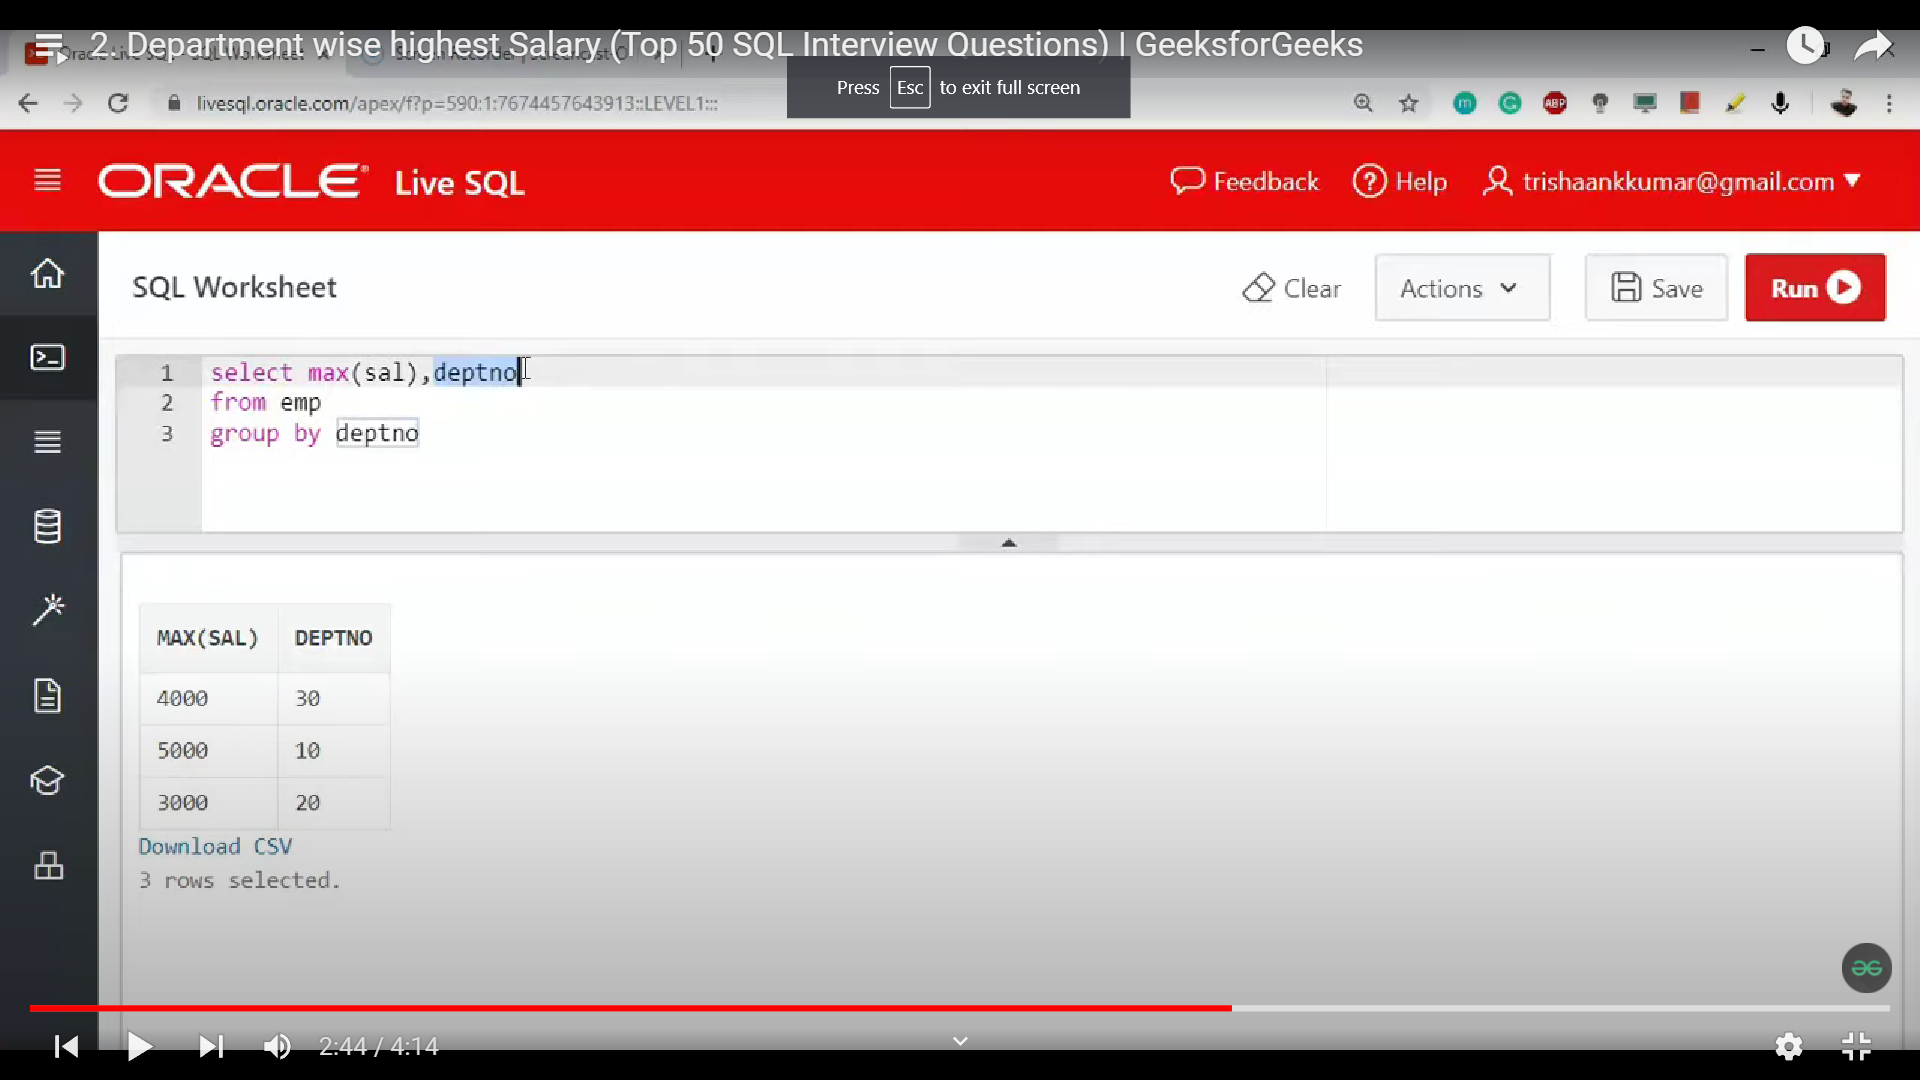 2. Department wise highest Salary (Top 50 SQL Interview Questions) | GeeksforGeeks
Press Esc to exit full screen
livesql.oracle.com/apex/f?p=590:1:7674457643913::LEVEL1:::
ABP
ORACLE® Live SQL
Feedback
Help
trishaankkumar@gmail.com
SQL Worksheet
Clear
Actions
Save
Run
1 select max(sal),deptno
2 from emp
3 group by deptno
MAX(SAL) DEPTNO
4000 30
5000 10
3000 20
Download CSV
3 rows selected.
2:44 / 4:14